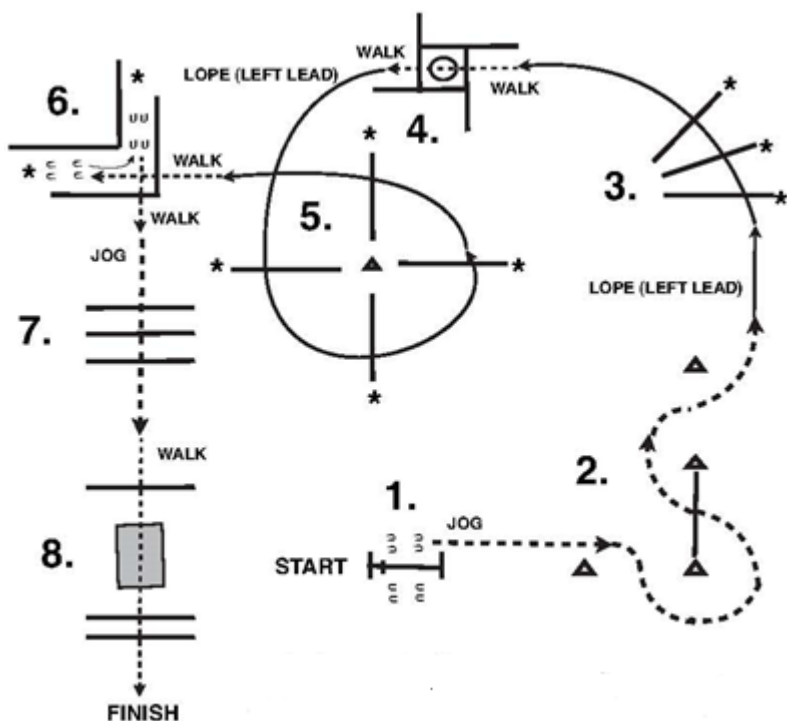 WALK
4.
LOPE (LEFT LEAD)
WALK
*
*
6.
*
WALK
*
*
3.
*
5.
WALK
*
*
JOG
LOPE (LEFT LEAD)
7.
*
WALK
2.
1.
JOG
8.
START
FINISH